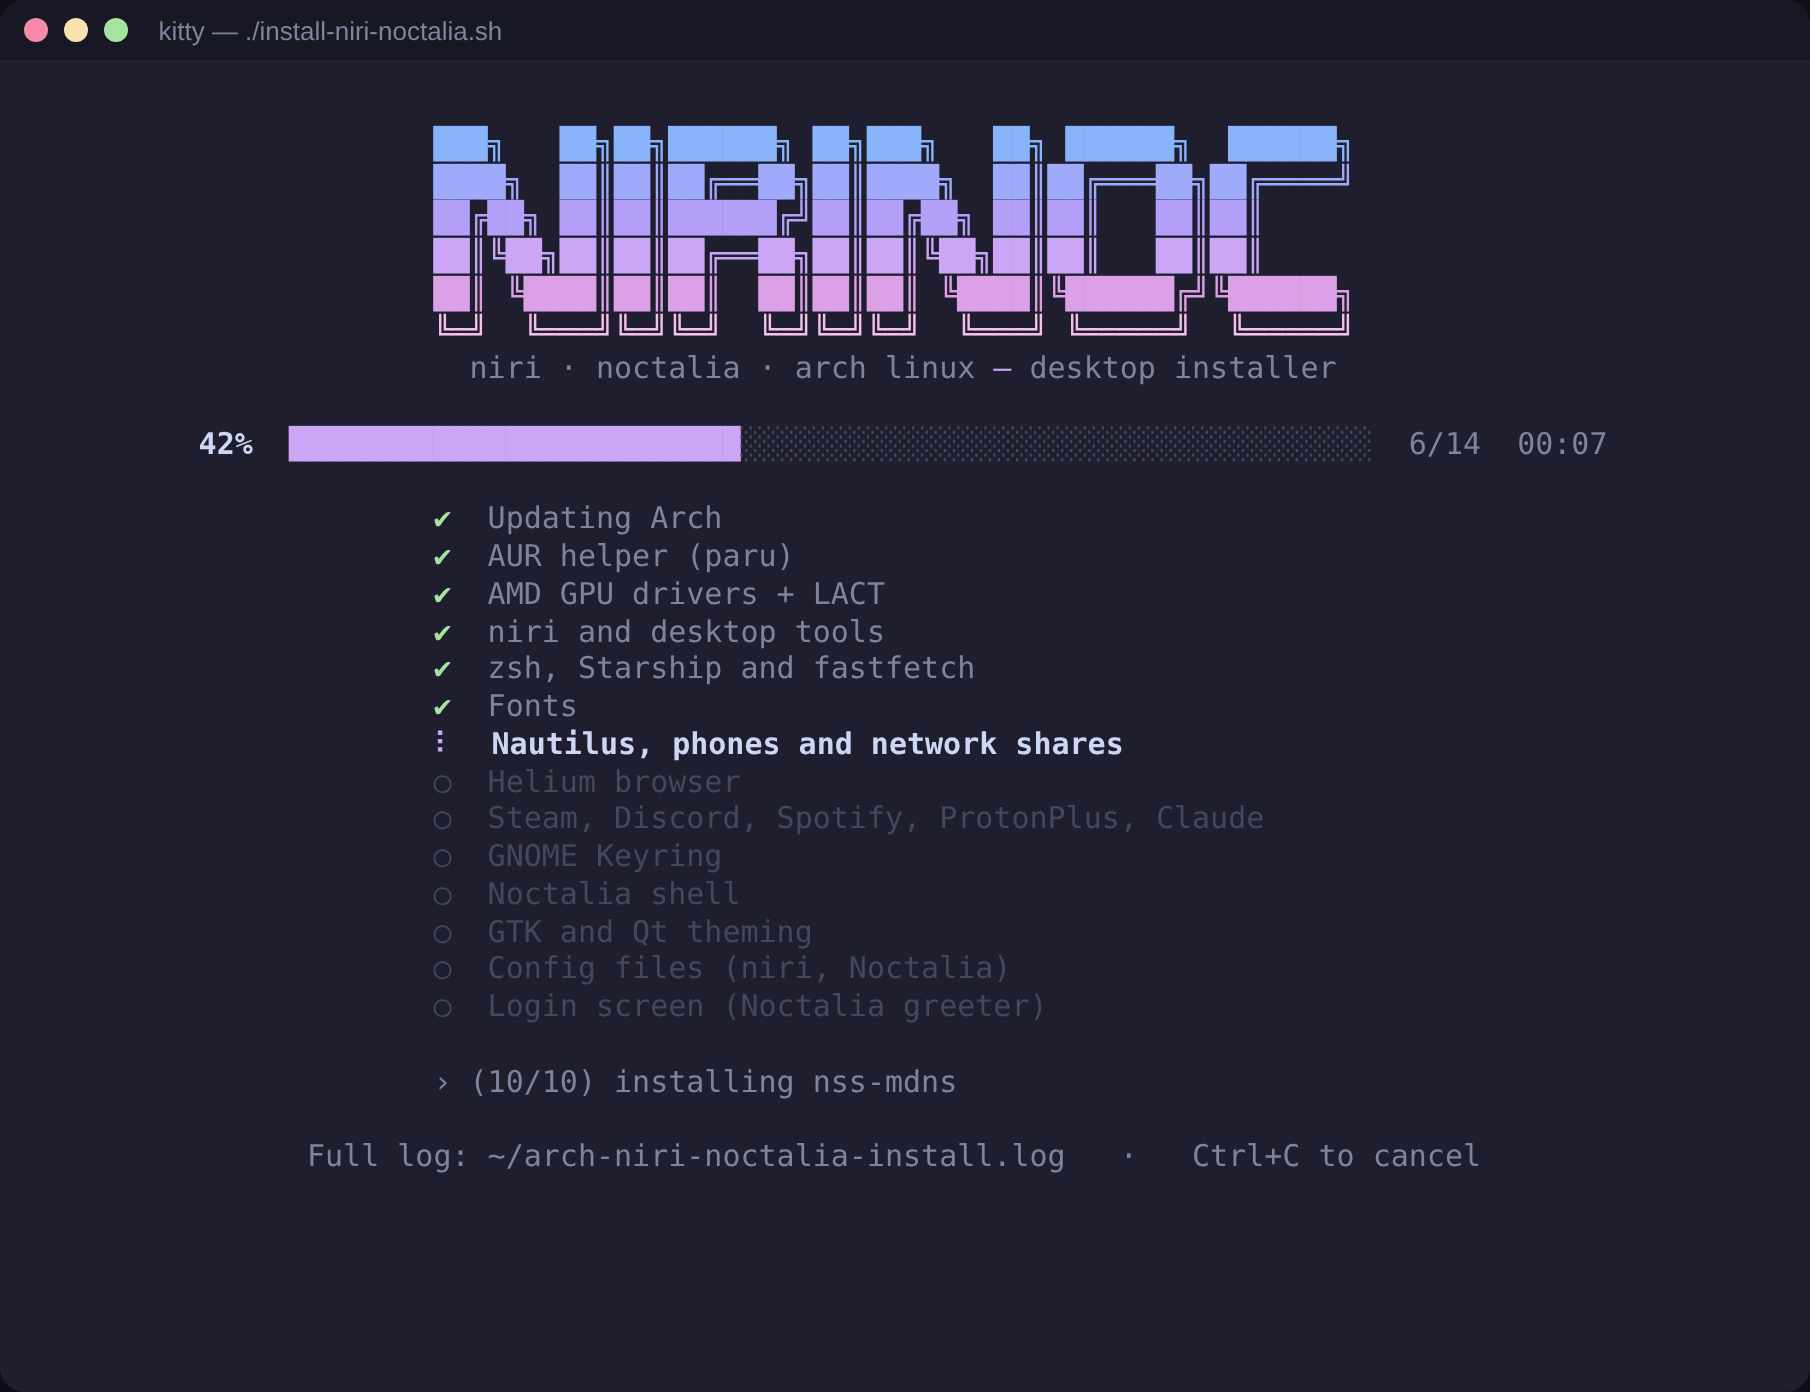 kitty — ./install-niri-noctalia.sh
NIRINOC
niri · noctalia · arch linux — desktop installer
42% 6/14 00:07
✔ Updating Arch
✔ AUR helper (paru)
✔ AMD GPU drivers + LACT
✔ niri and desktop tools
✔ zsh, Starship and fastfetch
✔ Fonts
Nautilus, phones and network shares
○ Helium browser
○ Steam, Discord, Spotify, ProtonPlus, Claude
○ GNOME Keyring
○ Noctalia shell
○ GTK and Qt theming
○ Config files (niri, Noctalia)
○ Login screen (Noctalia greeter)
› (10/10) installing nss-mdns
Full log: ~/arch-niri-noctalia-install.log · Ctrl+C to cancel